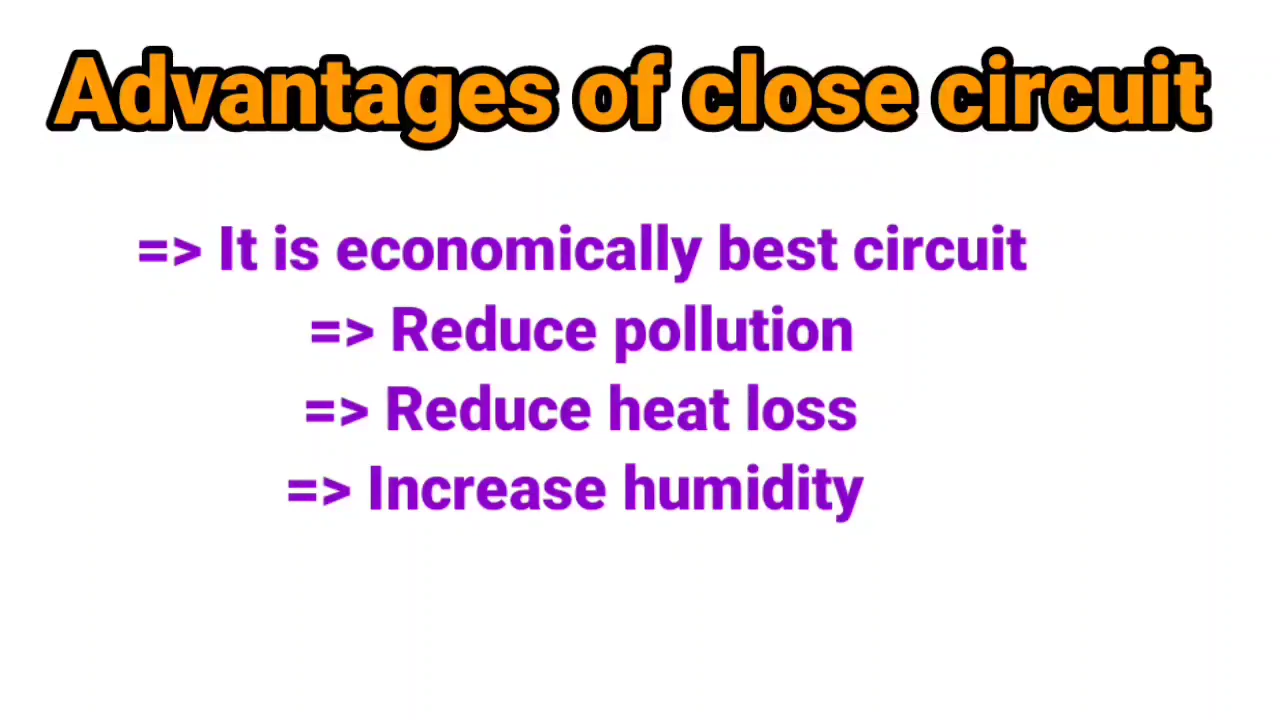 Advantages of close circuit
=> It is economically best circuit
=> Reduce pollution
=> Reduce heat loss
=> Increase humidity